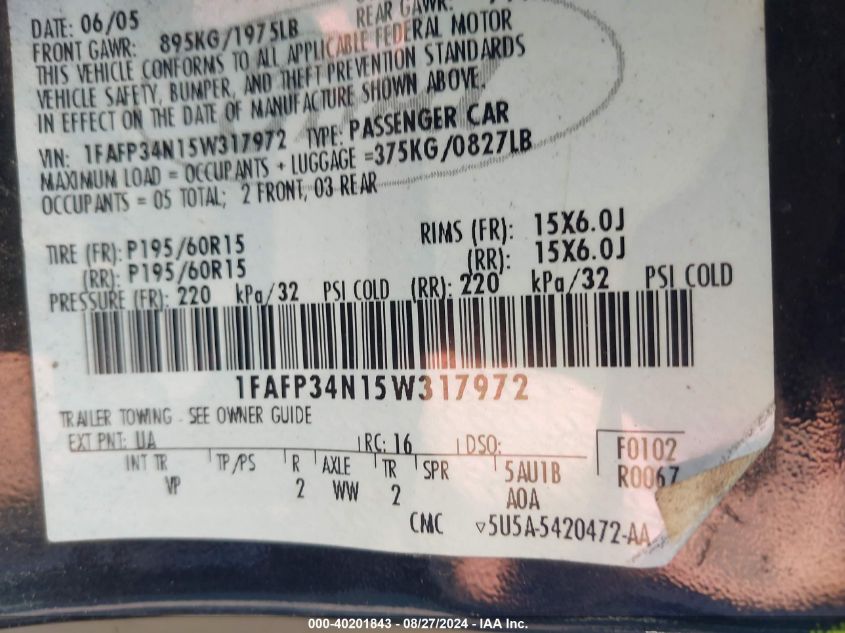 DATE: 06/05
REAR GAWR:
FRONT GAWR: 895KG/1975LB
THIS VEHICLE CONFORMS TO ALL APPLICABLE FEDERAL MOTOR
VEHICLE SAFETY, BUMPER, AND THEFT PREVENTION STANDARDS
IN EFFECT ON THE DATE OF MANUFACTURE SHOWN ABOVE.
VIN: 1FAFP34N15W317972 TYPE: PASSENGER CAR
MAXIMUM LOAD = OCCUPANTS + LUGGAGE =375KG/0827LB
OCCUPANTS = 05 TOTAL; 2 FRONT, 03 REAR
TIRE (FR): P195/60R15 RIMS (FR): 15X6.0J
(RR): P195/60R15 (RR): 15X6.0J
PRESSURE (FR): 220 kPa/32 PSI COLD (RR): 220 kPa/32 PSI COLD
1FAFP34N15W317972
TRAILER TOWING - SEE OWNER GUIDE
EXT PNT: UA RC: 16 DSO: F0102
INT TR TP/PS R AXLE TR SPR 5AU1B R0067
VP 2 WW 2 A0A
CMC ▿5U5A-5420472-AA
000-40201843 - 08/27/2024 - IAA Inc.